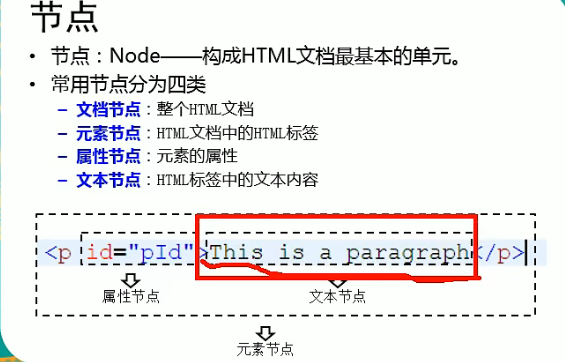 节点
• 节点：Node——构成HTML文档最基本的单元。
• 常用节点分为四类
– 文档节点：整个HTML文档
– 元素节点：HTML文档中的HTML标签
– 属性节点：元素的属性
– 文本节点：HTML标签中的文本内容
<p id="pId">This is a paragraph</p>
属性节点 文本节点
元素节点